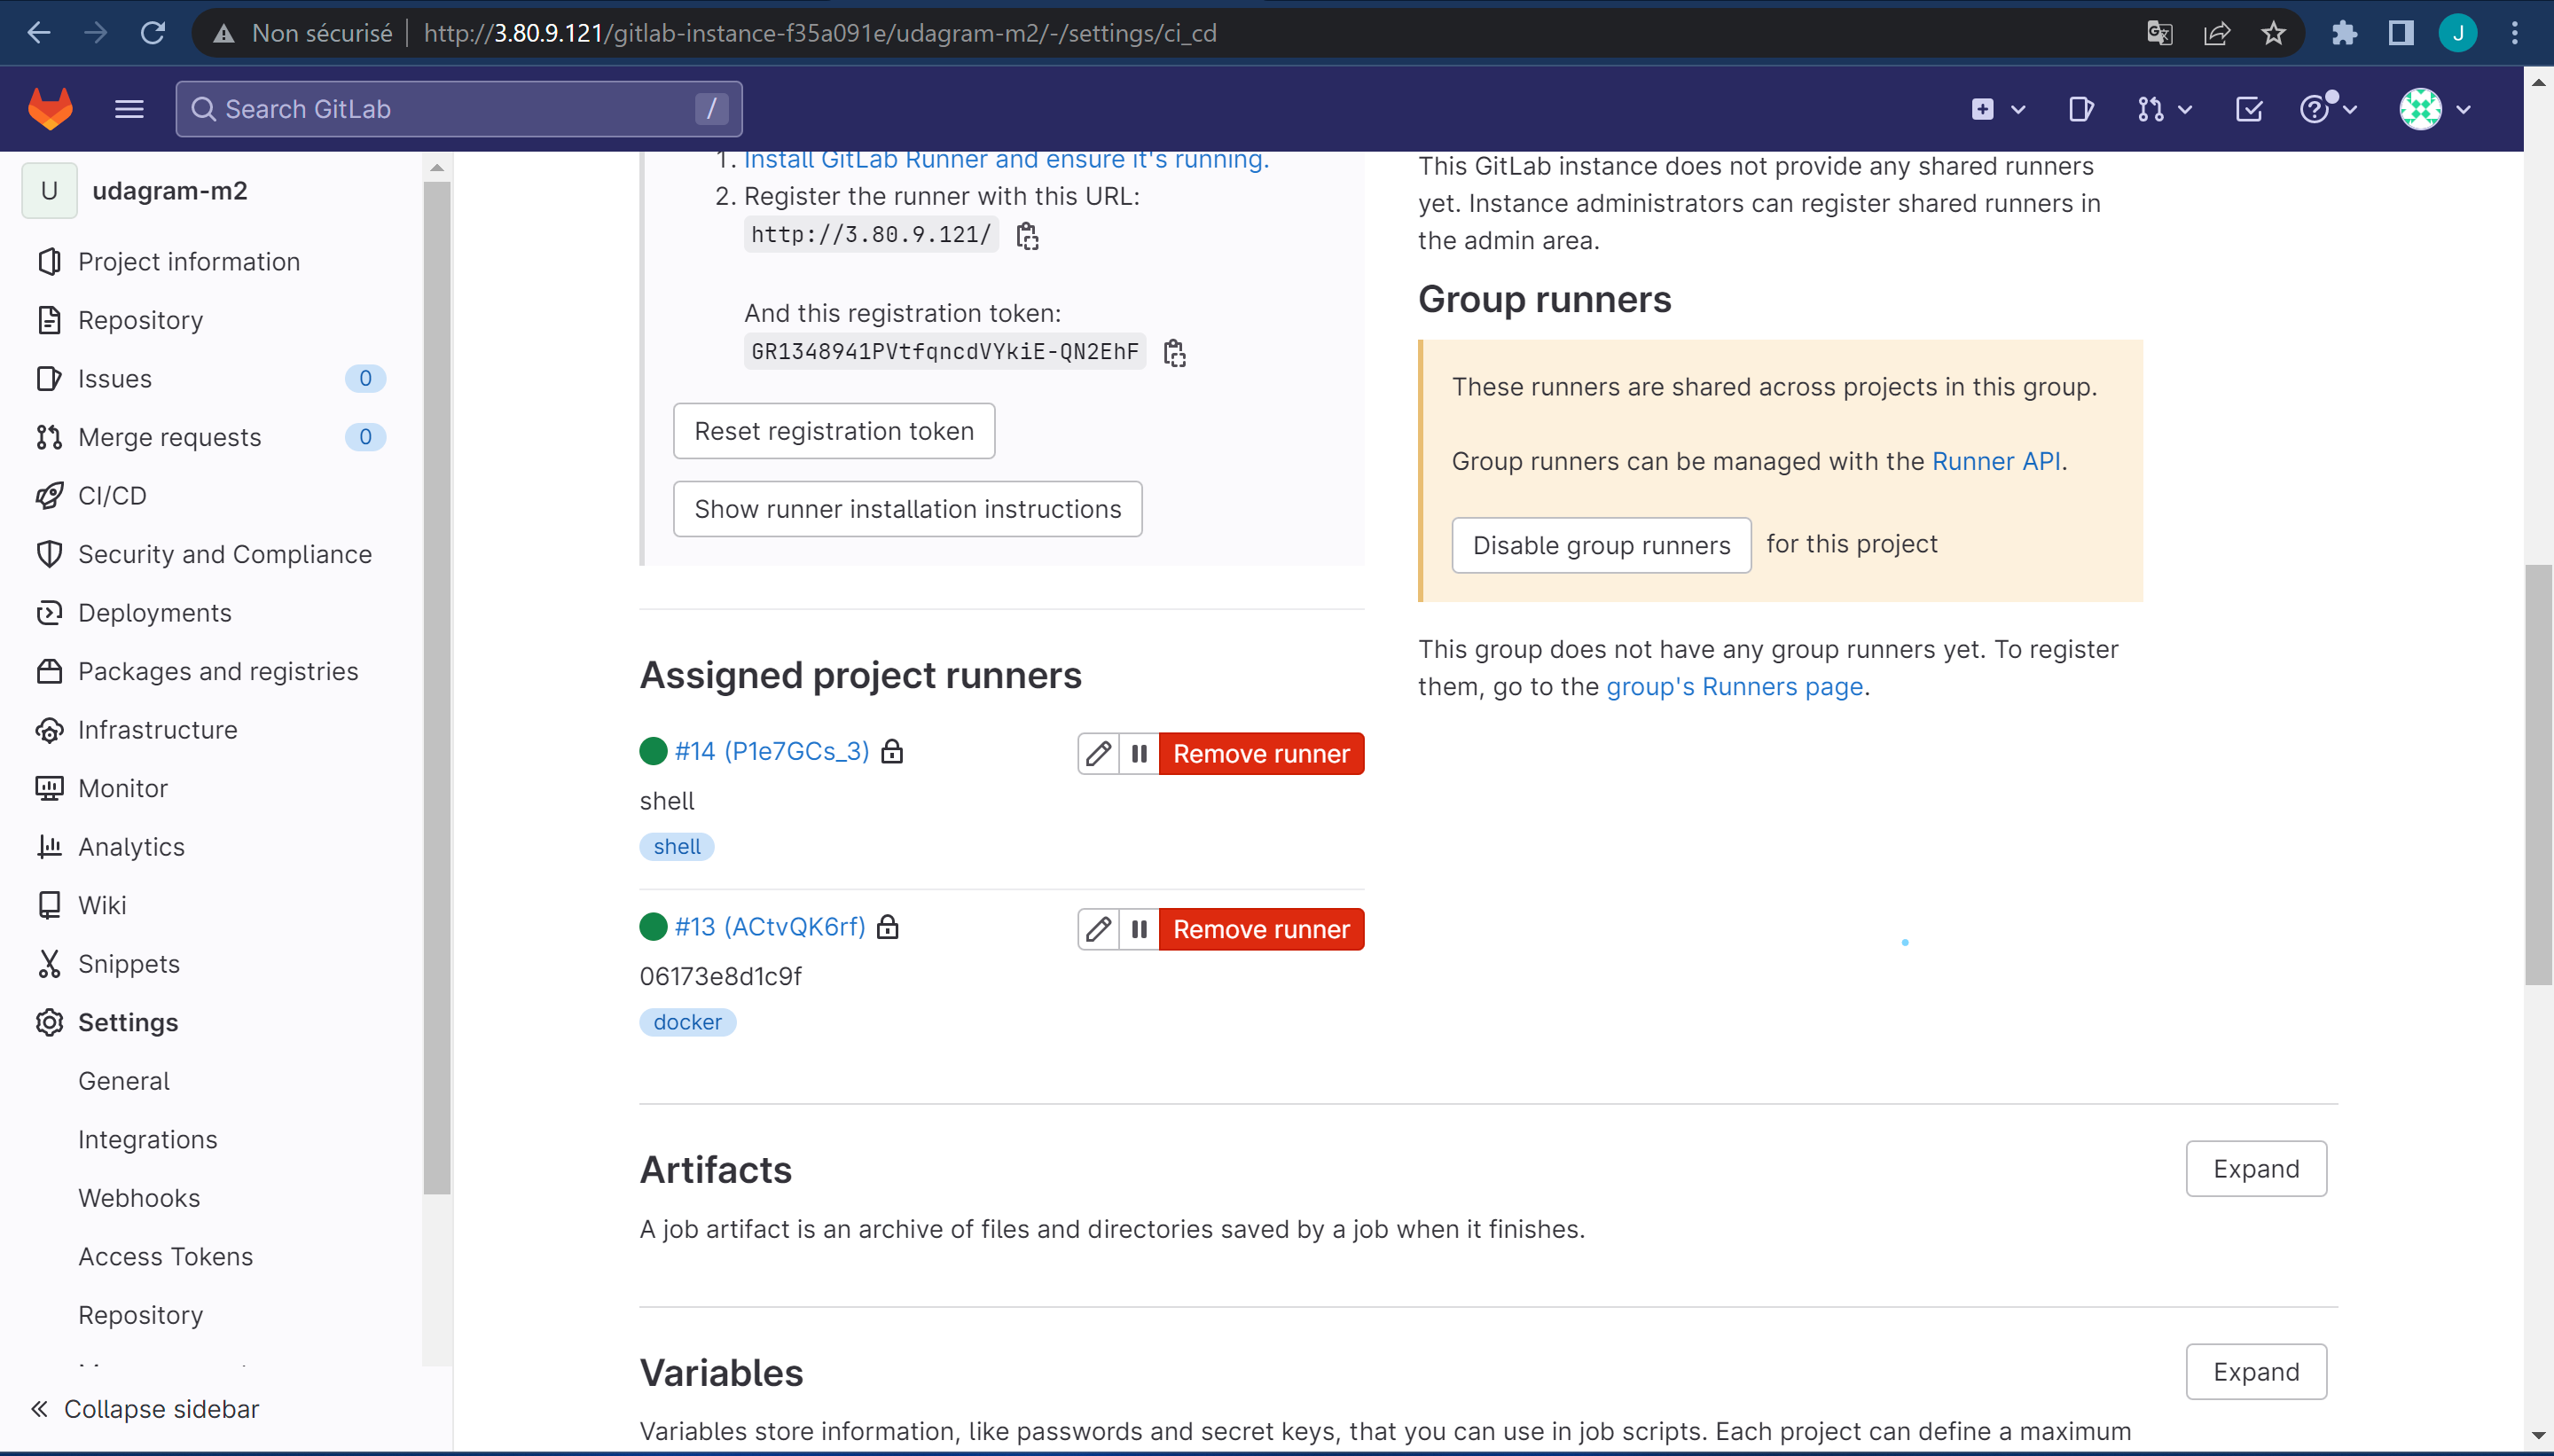 Non sécurisé
http://3.80.9.121/gitlab-instance-f35a091e/udagram-m2/-/settings/ci_cd
J
Search GitLab
/
U
udagram-m2
Project information
Repository
Issues
0
Merge requests
0
CI/CD
Security and Compliance
Deployments
Packages and registries
Infrastructure
Monitor
Analytics
Wiki
Snippets
Settings
General
Integrations
Webhooks
Access Tokens
Repository
Collapse sidebar
1. Install GitLab Runner and ensure it's running.
2. Register the runner with this URL:
http://3.80.9.121/
And this registration token:
GR1348941PVtfqncdVYkiE-QN2EhF
Reset registration token
Show runner installation instructions
Assigned project runners
#14 (P1e7GCs_3)
Remove runner
shell
shell
#13 (ACtvQK6rf)
Remove runner
06173e8d1c9f
docker
This GitLab instance does not provide any shared runners
yet. Instance administrators can register shared runners in
the admin area.
Group runners
These runners are shared across projects in this group.
Group runners can be managed with the Runner API.
Disable group runners for this project
This group does not have any group runners yet. To register
them, go to the group's Runners page.
Artifacts
Expand
A job artifact is an archive of files and directories saved by a job when it finishes.
Variables
Expand
Variables store information, like passwords and secret keys, that you can use in job scripts. Each project can define a maximum